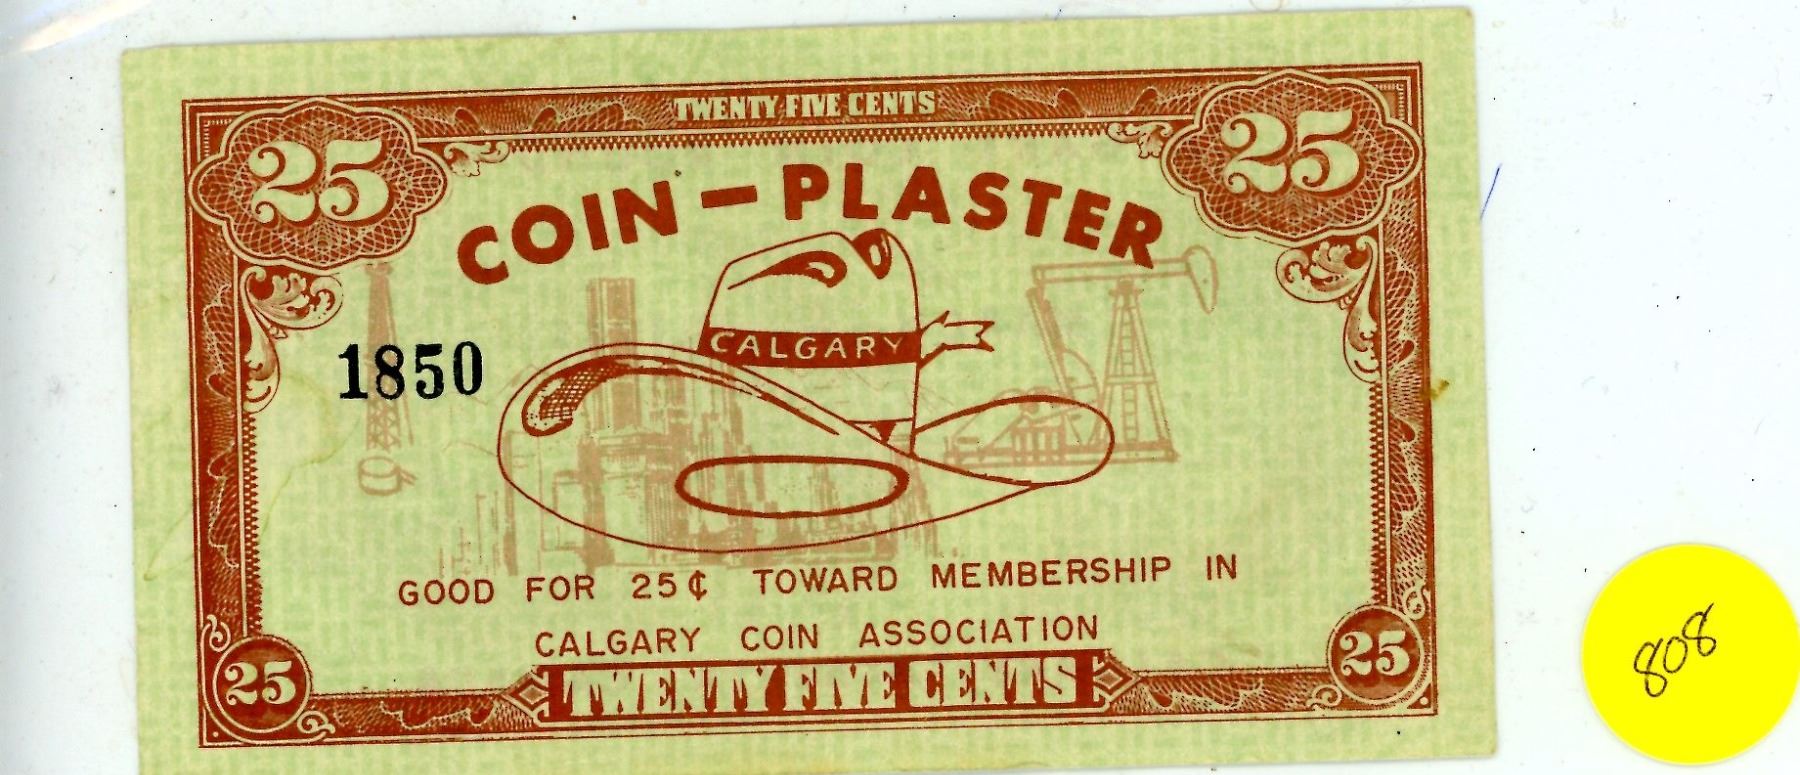 TWENTY FIVE CENTS
25 25
COIN-PLASTER
CALGARY
1850
GOOD FOR 25¢ TOWARD MEMBERSHIP IN
CALGARY COIN ASSOCIATION
25 TWENTY FIVE CENTS 25
808